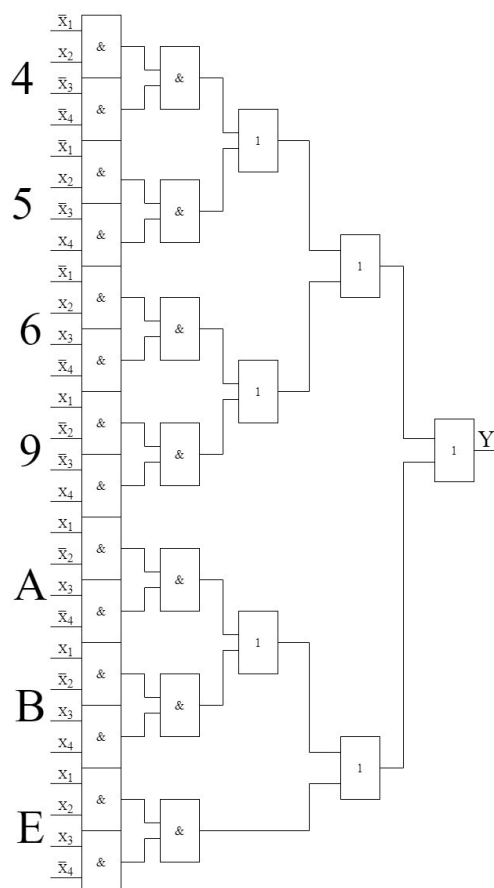 x̅₁
&
x₂
&
4
x̅₃
&
x̅₄
1
x̅₁
&
x₂
&
5
x̅₃
&
x₄
1
x̅₁
&
x₂
&
6
x₃
&
x̅₄
1
x₁
&
x̅₂
&
9
x̅₃
Y
1
&
x₄
x₁
&
x̅₂
&
A
x₃
&
x̅₄
1
x₁
&
x̅₂
&
B
x₃
&
x₄
1
x₁
&
x₂
&
E
x₃
&
x̅₄